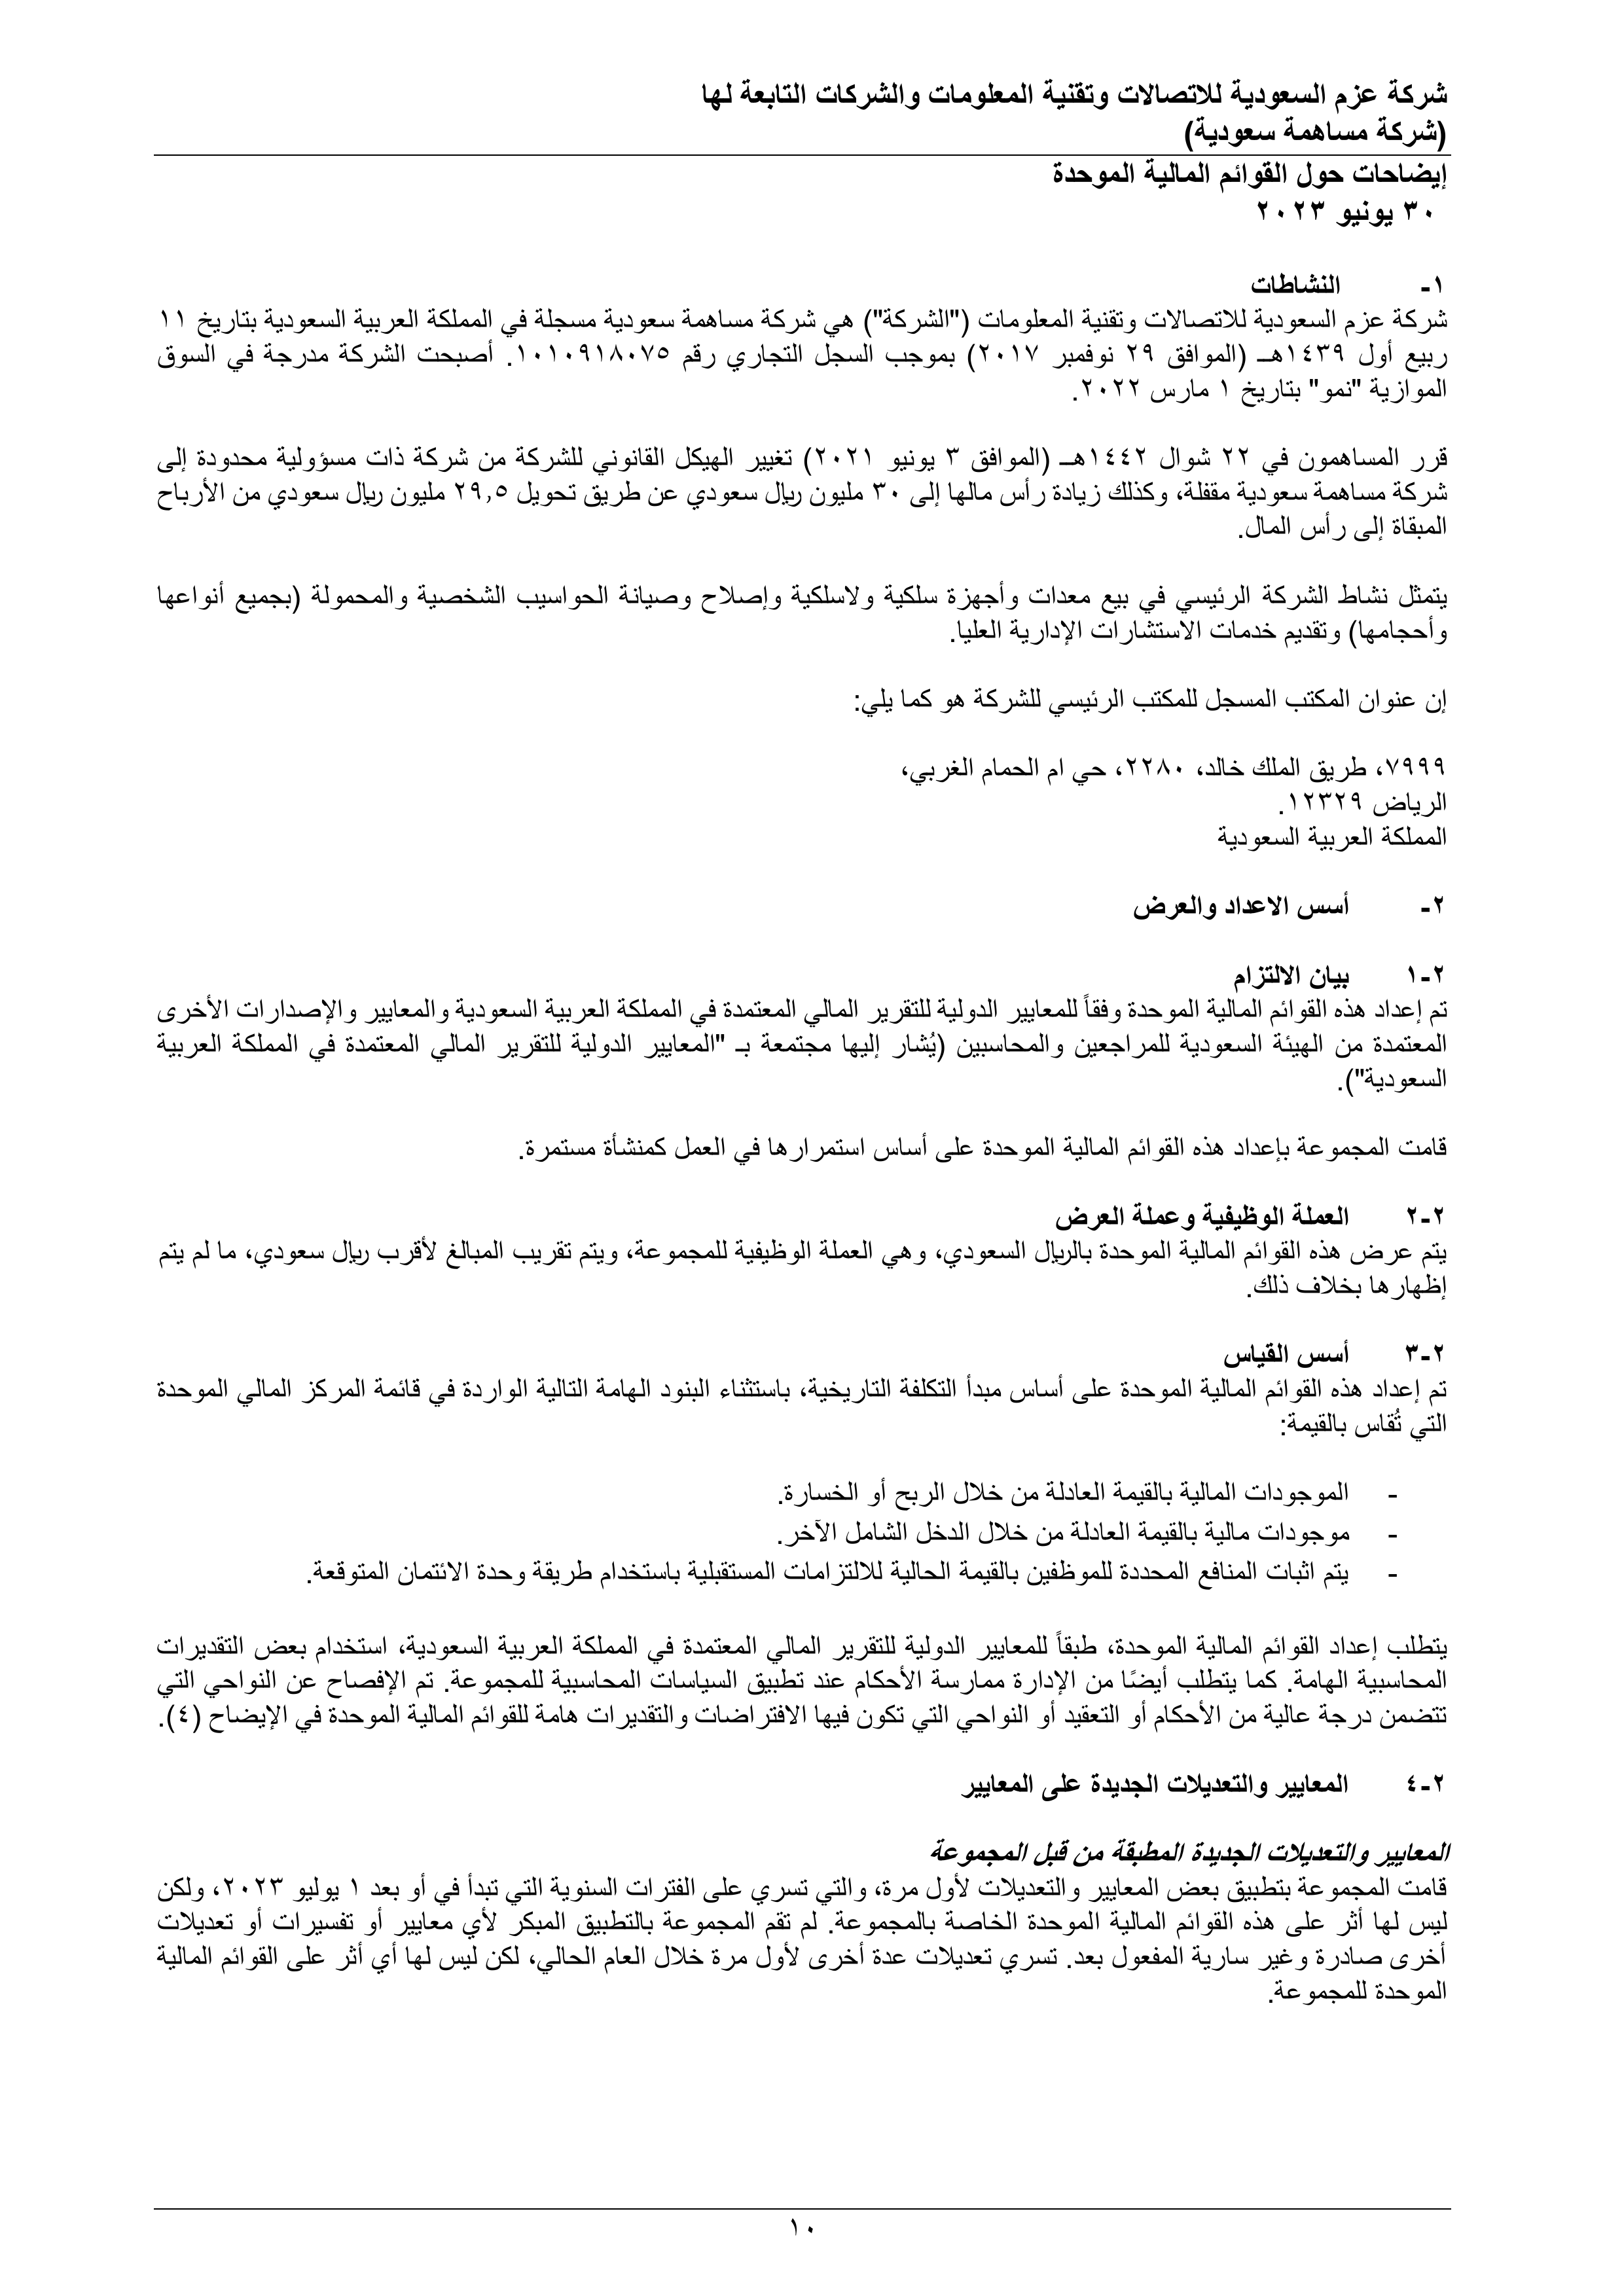 شركة عزم السعودية للاتصالات وتقنية المعلومات والشركات التابعة لها
(شركة مساهمة سعودية)
إيضاحات حول القوائم المالية الموحدة
٣٠ يونيو ٢٠٢٣
١- النشاطات
شركة عزم السعودية للاتصالات وتقنية المعلومات ("الشركة") هي شركة مساهمة سعودية مسجلة في المملكة العربية السعودية بتاريخ ١١
ربيع أول ١٤٣٩هـ (الموافق ٢٩ نوفمبر ٢٠١٧) بموجب السجل التجاري رقم ١٠١٠٩١٨٠٧٥. أصبحت الشركة مدرجة في السوق
الموازية "نمو" بتاريخ ١ مارس ٢٠٢٢.
قرر المساهمون في ٢٢ شوال ١٤٤٢هـ (الموافق ٣ يونيو ٢٠٢١) تغيير الهيكل القانوني للشركة من شركة ذات مسؤولية محدودة إلى
شركة مساهمة سعودية مقفلة، وكذلك زيادة رأس مالها إلى ٣٠ مليون ريال سعودي عن طريق تحويل ٢٩,٥ مليون ريال سعودي من الأرباح
المبقاة إلى رأس المال.
يتمثل نشاط الشركة الرئيسي في بيع معدات وأجهزة سلكية ولاسلكية وإصلاح وصيانة الحواسيب الشخصية والمحمولة (بجميع أنواعها
وأحجامها) وتقديم خدمات الاستشارات الإدارية العليا.
إن عنوان المكتب المسجل للمكتب الرئيسي للشركة هو كما يلي:
٧٩٩٩، طريق الملك خالد، ٢٢٨٠، حي ام الحمام الغربي،
الرياض ١٢٣٢٩.
المملكة العربية السعودية
٢- أسس الاعداد والعرض
٢-١ بيان الالتزام
تم إعداد هذه القوائم المالية الموحدة وفقاً للمعايير الدولية للتقرير المالي المعتمدة في المملكة العربية السعودية والمعايير والإصدارات الأخرى
المعتمدة من الهيئة السعودية للمراجعين والمحاسبين (يُشار إليها مجتمعة بـ "المعايير الدولية للتقرير المالي المعتمدة في المملكة العربية
السعودية").
قامت المجموعة بإعداد هذه القوائم المالية الموحدة على أساس استمرارها في العمل كمنشأة مستمرة.
٢-٢ العملة الوظيفية وعملة العرض
يتم عرض هذه القوائم المالية الموحدة بالريال السعودي، وهي العملة الوظيفية للمجموعة، ويتم تقريب المبالغ لأقرب ريال سعودي، ما لم يتم
إظهارها بخلاف ذلك.
٢-٣ أسس القياس
تم إعداد هذه القوائم المالية الموحدة على أساس مبدأ التكلفة التاريخية، باستثناء البنود الهامة التالية الواردة في قائمة المركز المالي الموحدة
التي تُقاس بالقيمة:
- الموجودات المالية بالقيمة العادلة من خلال الربح أو الخسارة.
- موجودات مالية بالقيمة العادلة من خلال الدخل الشامل الآخر.
- يتم اثبات المنافع المحددة للموظفين بالقيمة الحالية للالتزامات المستقبلية باستخدام طريقة وحدة الائتمان المتوقعة.
يتطلب إعداد القوائم المالية الموحدة، طبقاً للمعايير الدولية للتقرير المالي المعتمدة في المملكة العربية السعودية، استخدام بعض التقديرات
المحاسبية الهامة. كما يتطلب أيضًا من الإدارة ممارسة الأحكام عند تطبيق السياسات المحاسبية للمجموعة. تم الإفصاح عن النواحي التي
تتضمن درجة عالية من الأحكام أو التعقيد أو النواحي التي تكون فيها الافتراضات والتقديرات هامة للقوائم المالية الموحدة في الإيضاح (٤).
٢-٤ المعايير والتعديلات الجديدة على المعايير
المعايير والتعديلات الجديدة المطبقة من قبل المجموعة
قامت المجموعة بتطبيق بعض المعايير والتعديلات لأول مرة، والتي تسري على الفترات السنوية التي تبدأ في أو بعد ١ يوليو ٢٠٢٣، ولكن
ليس لها أثر على هذه القوائم المالية الموحدة الخاصة بالمجموعة. لم تقم المجموعة بالتطبيق المبكر لأي معايير أو تفسيرات أو تعديلات
أخرى صادرة وغير سارية المفعول بعد. تسري تعديلات عدة أخرى لأول مرة خلال العام الحالي، لكن ليس لها أي أثر على القوائم المالية
الموحدة للمجموعة.
١٠